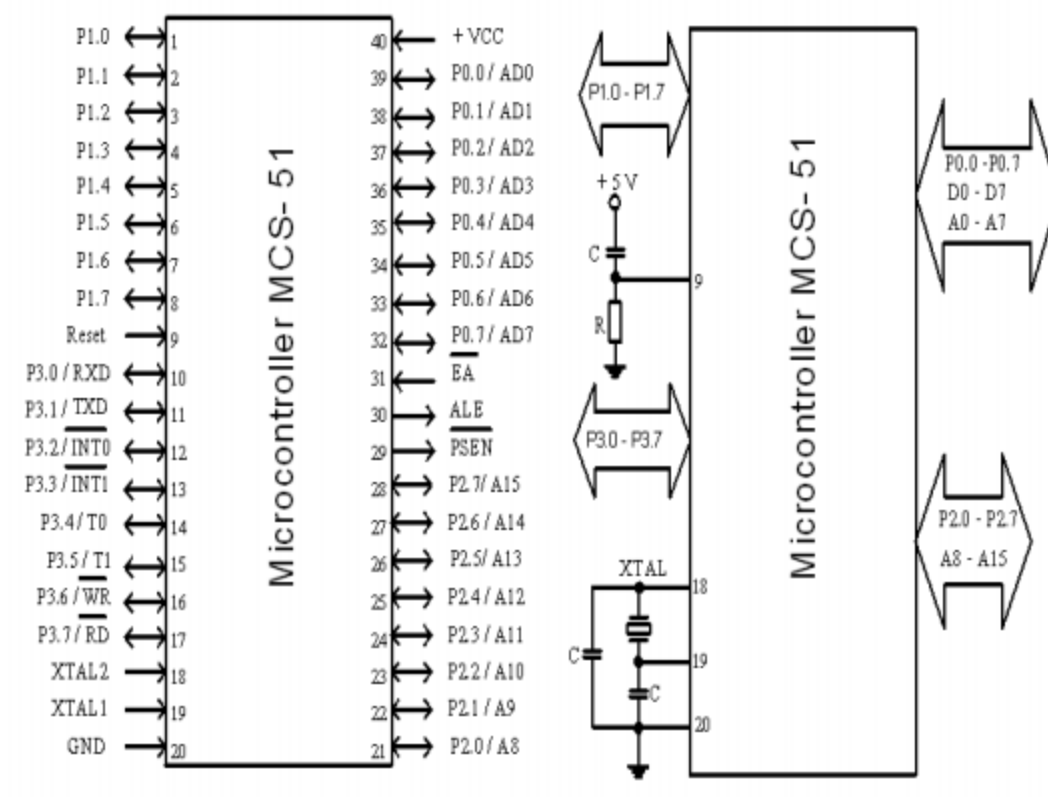 P1.0 1
P1.1 2
P1.2 3
P1.3 4
P1.4 5
P1.5 6
P1.6 7
P1.7 8
Reset 9
P3.0 / RXD 10
P3.1 / TXD 11
P3.2 / INT0 12
P3.3 / INT1 13
P3.4 / T0 14
P3.5 / T1 15
P3.6 / WR 16
P3.7 / RD 17
XTAL2 18
XTAL1 19
GND 20
Microcontroller MCS- 51
40 + VCC
39 P0.0 / AD0
38 P0.1 / AD1
37 P0.2 / AD2
36 P0.3 / AD3
35 P0.4 / AD4
34 P0.5 / AD5
33 P0.6 / AD6
32 P0.7 / AD7
31 EA
30 ALE
29 PSEN
28 P2.7/ A15
27 P2.6 / A14
26 P2.5/ A13
25 P2.4 / A12
24 P2.3 / A11
23 P2.2 / A10
22 P2.1 / A9
21 P2.0 / A8
P1.0 - P1.7
+ 5 V
C
9
R
P3.0 - P3.7
XTAL
18
C
19
C
20
Microcontroller MCS- 51
P0.0 -P0.7
D0 - D7
A0 - A7
P2.0 - P2.7
A8 - A15